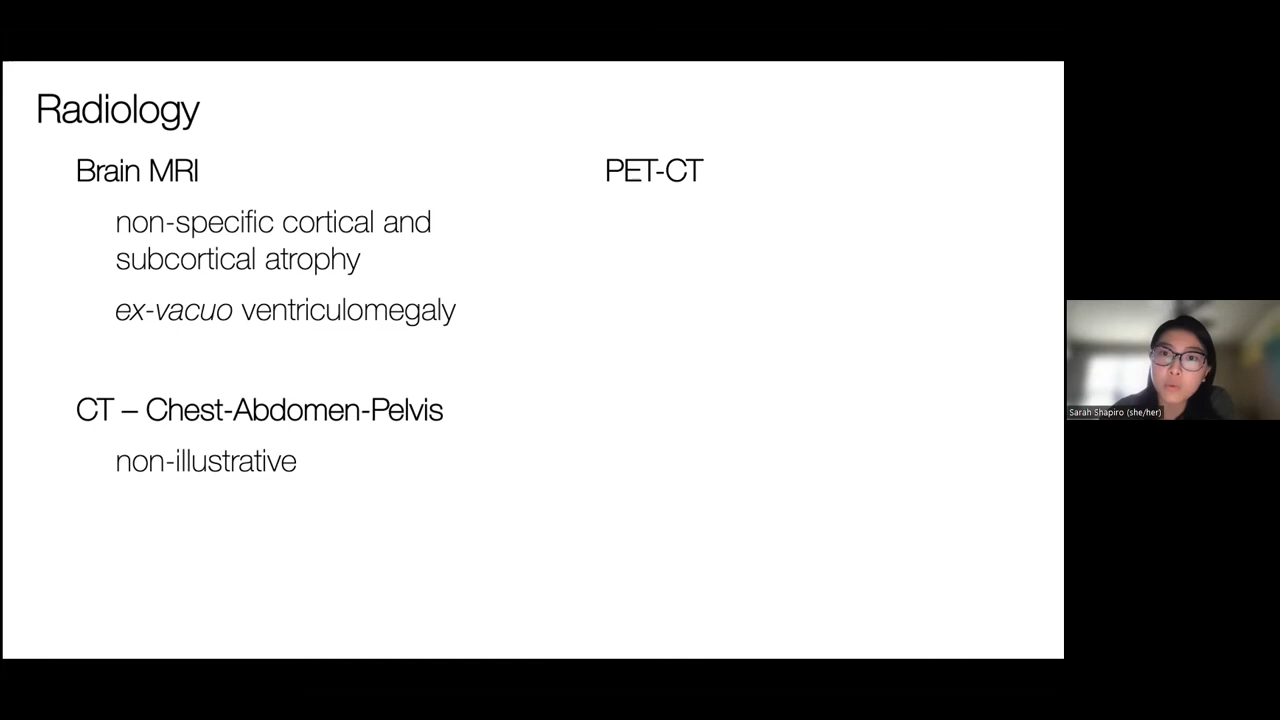 Radiology
Brain MRI
non-specific cortical and
subcortical atrophy
ex-vacuo ventriculomegaly
CT – Chest-Abdomen-Pelvis
non-illustrative
PET-CT
Sarah Shapiro (she/her)